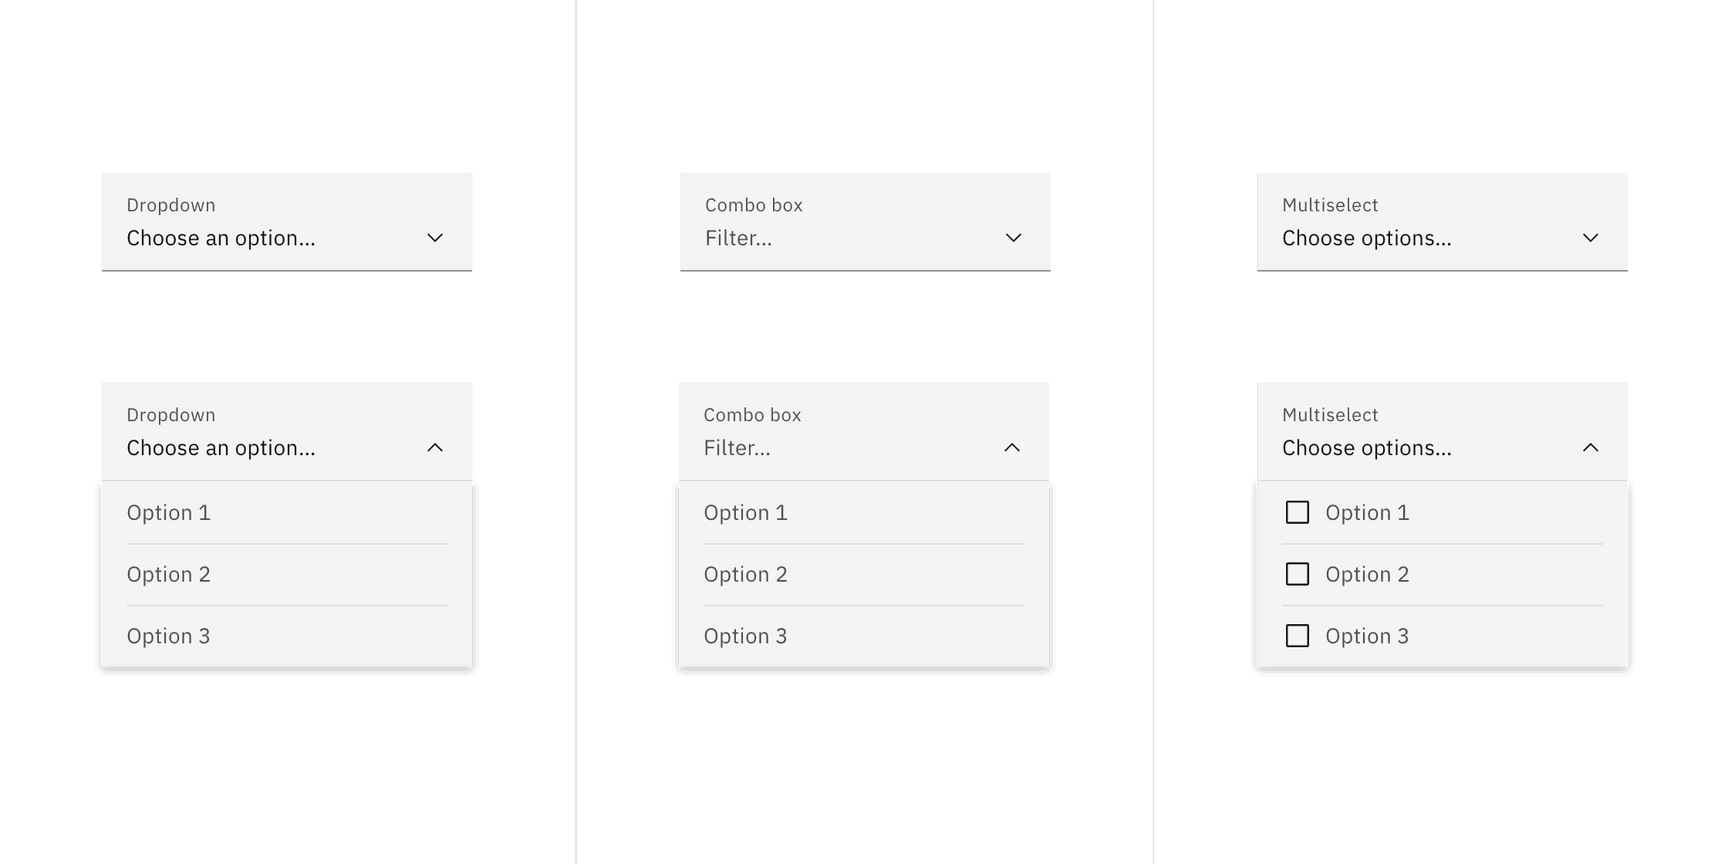 Dropdown
Choose an option...
Dropdown
Choose an option...
Option 1
Option 2
Option 3
Combo box
Filter...
Combo box
Filter...
Option 1
Option 2
Option 3
Multiselect
Choose options...
Multiselect
Choose options...
Option 1
Option 2
Option 3